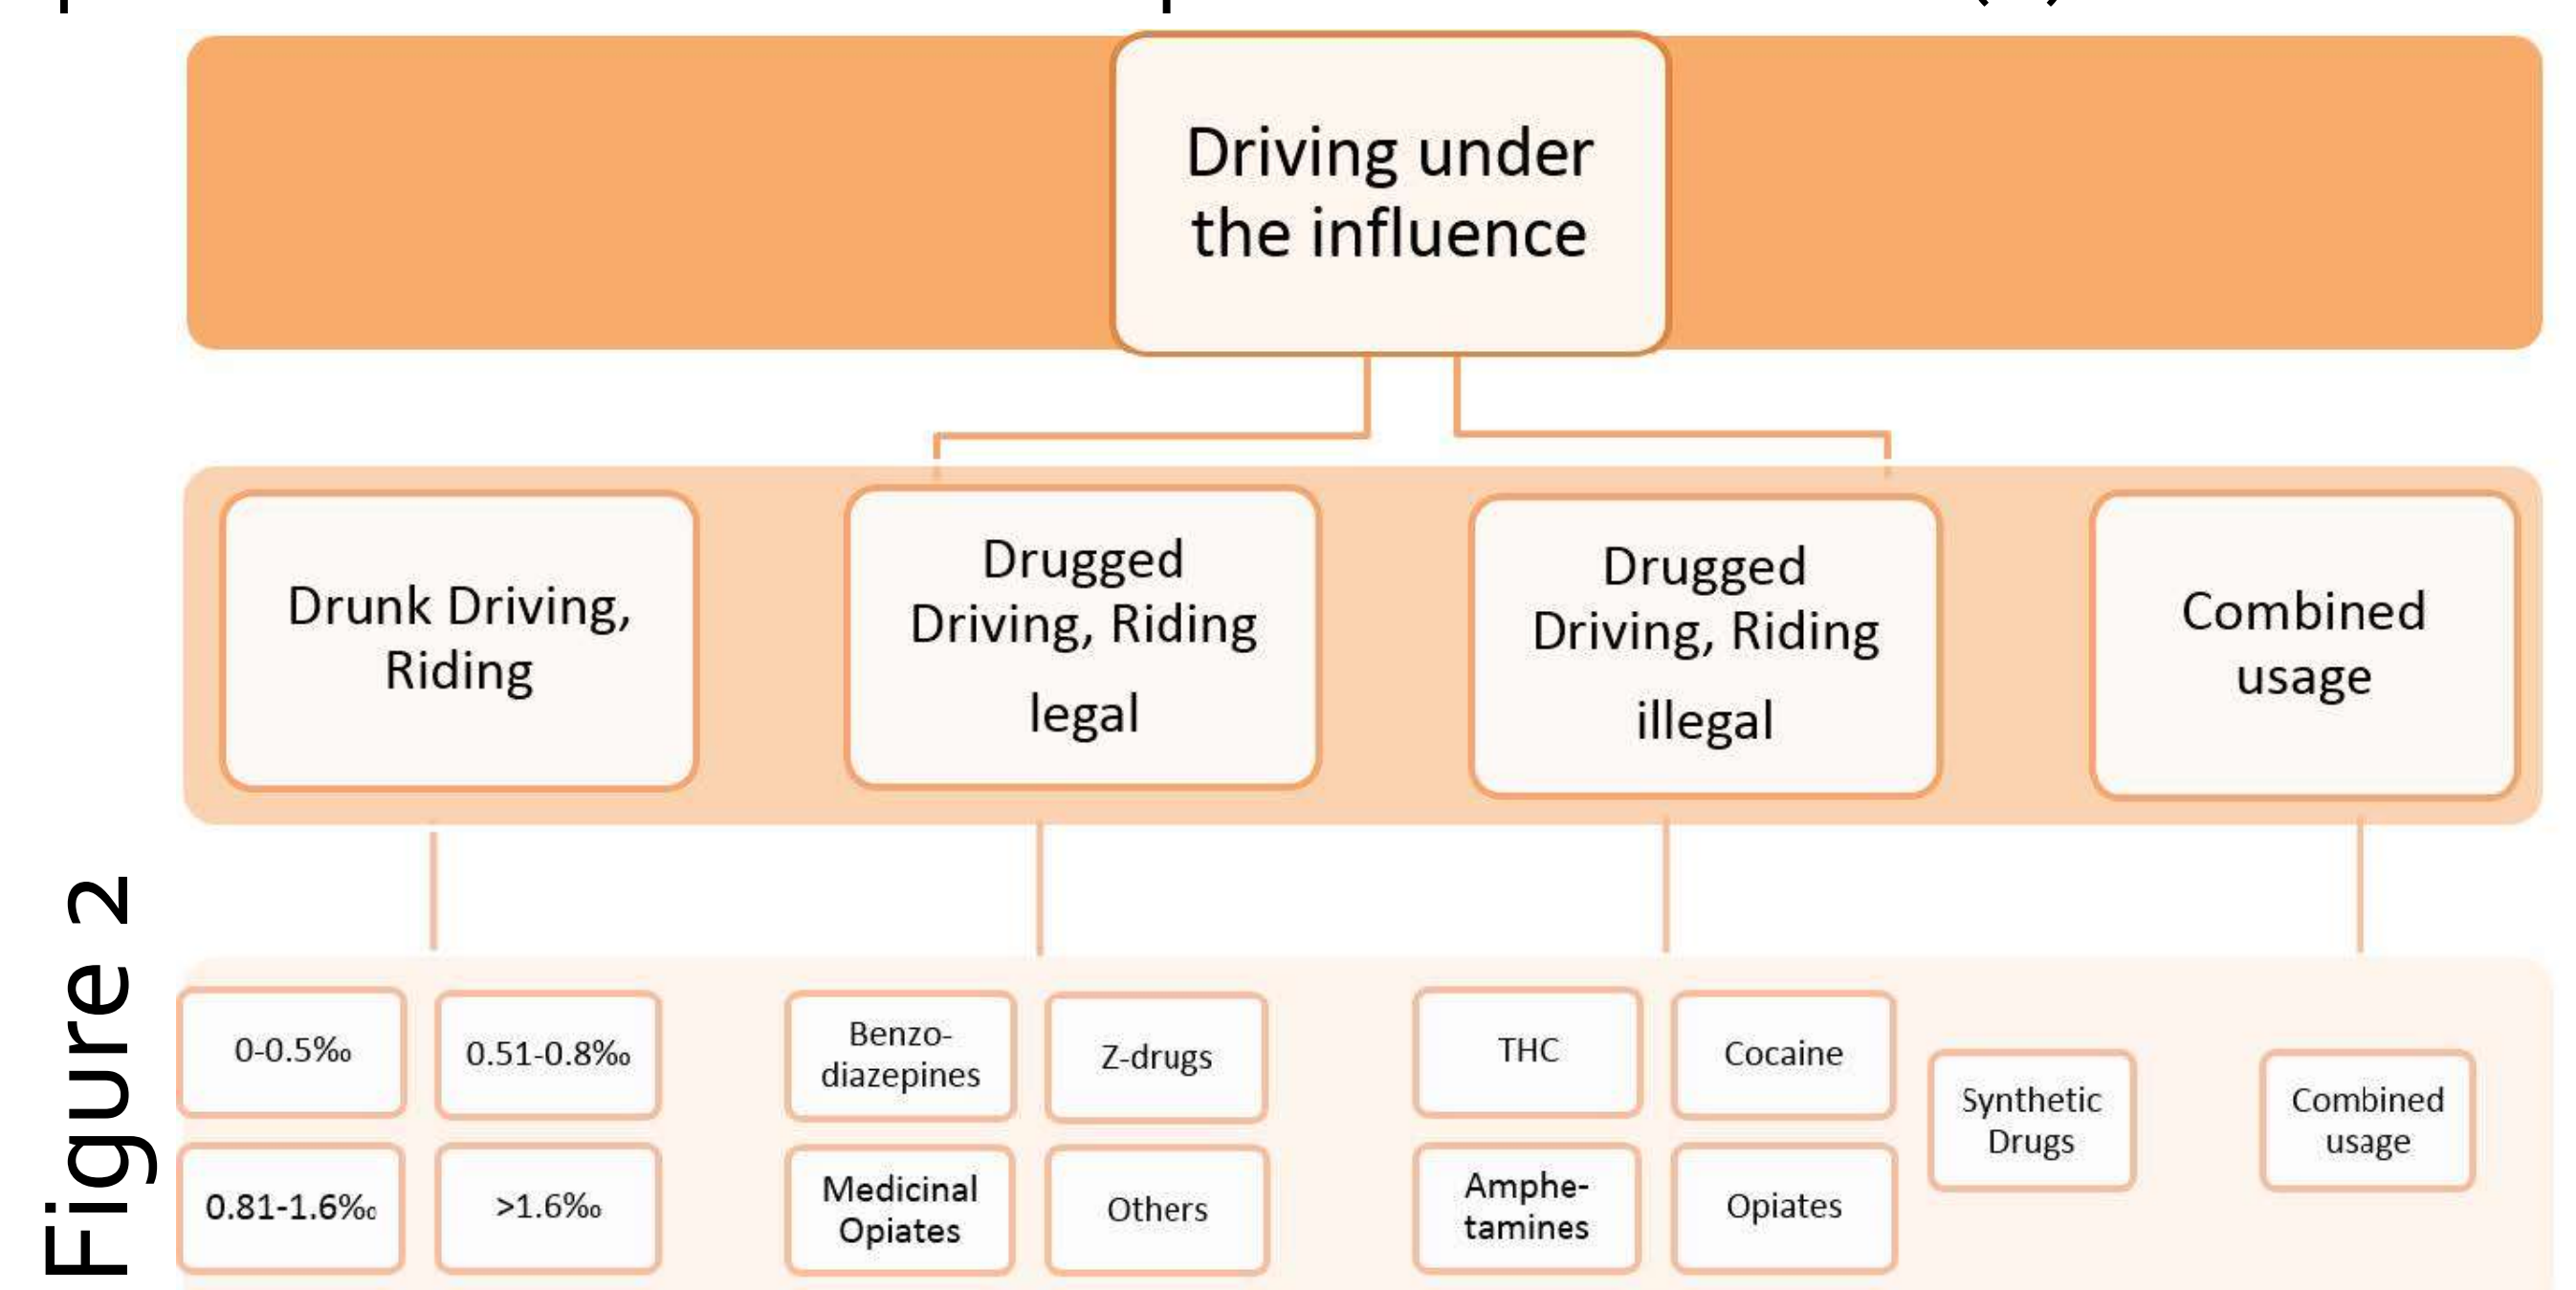 Driving under
the influence
Drunk Driving,
Riding
Drugged
Driving, Riding
legal
Drugged
Driving, Riding
illegal
Combined
usage
0-0.5‰
0.51-0.8‰
0.81-1.6‰
>1.6‰
Benzo-
diazepines
Z-drugs
Medicinal
Opiates
Others
THC
Cocaine
Amphe-
tamines
Opiates
Synthetic
Drugs
Combined
usage
Figure 2